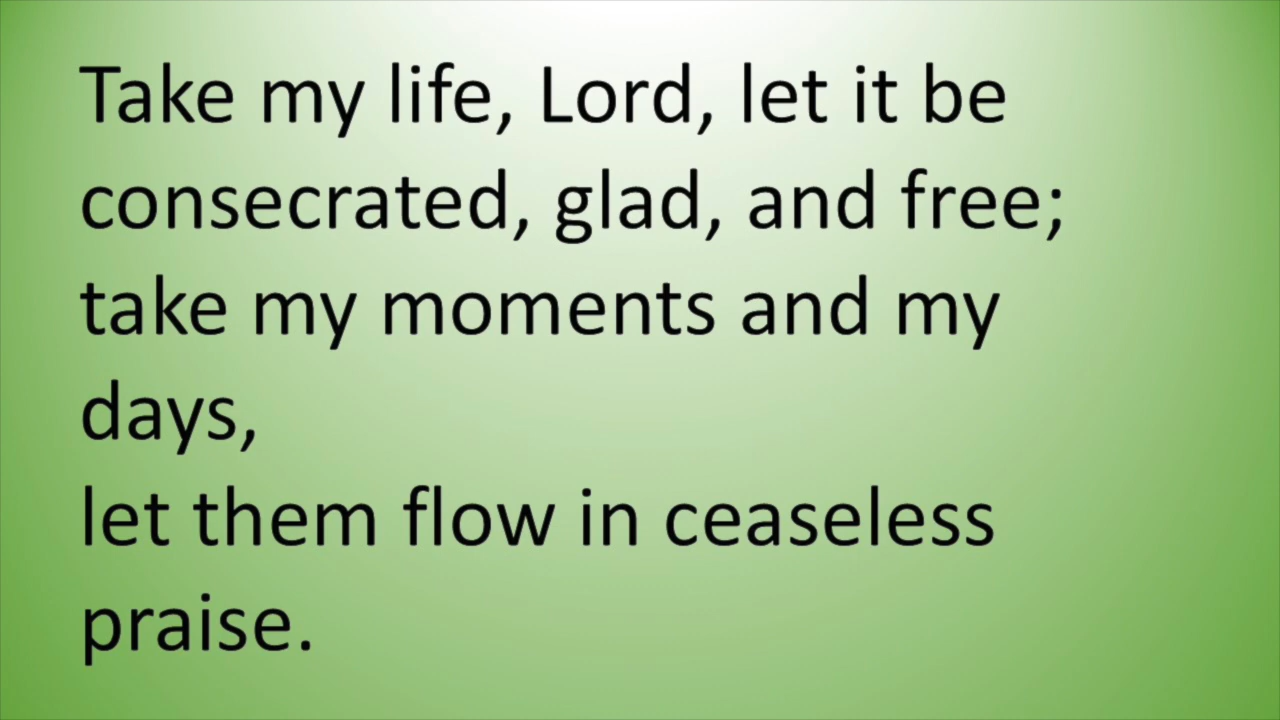 Take my life, Lord, let it be
consecrated, glad, and free;
take my moments and my
days,
let them flow in ceaseless
praise.